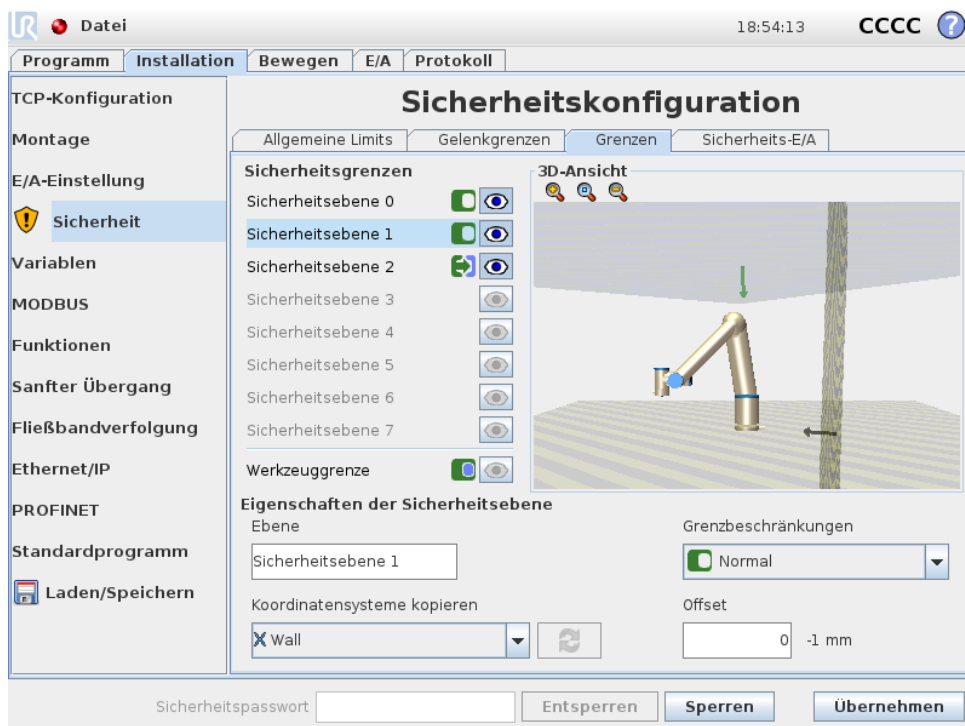 UR Datei 18:54:13 CCCC ?
Programm Installation Bewegen E/A Protokoll
TCP-Konfiguration
Montage
E/A-Einstellung
Sicherheit
Variablen
MODBUS
Funktionen
Sanfter Übergang
Fließbandverfolgung
Ethernet/IP
PROFINET
Standardprogramm
Laden/Speichern
Sicherheitskonfiguration
Allgemeine Limits Gelenkgrenzen Grenzen Sicherheits-E/A
Sicherheitsgrenzen
Sicherheitsebene 0
Sicherheitsebene 1
Sicherheitsebene 2
Sicherheitsebene 3
Sicherheitsebene 4
Sicherheitsebene 5
Sicherheitsebene 6
Sicherheitsebene 7
Werkzeuggrenze
3D-Ansicht
Eigenschaften der Sicherheitsebene
Ebene
Sicherheitsebene 1
Grenzbeschränkungen
Normal
Koordinatensysteme kopieren
Wall
Offset
0 -1 mm
Sicherheitspasswort Entsperren Sperren Übernehmen